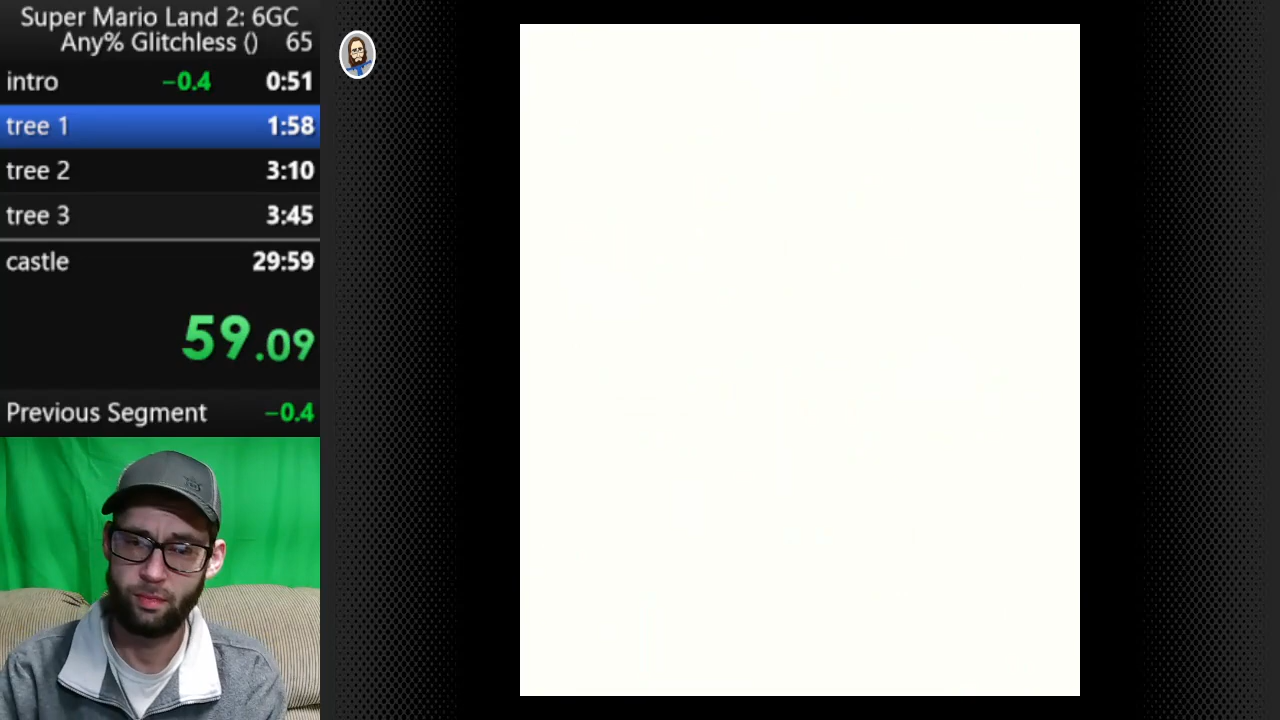 Super Mario Land 2: 6GC
Any% Glitchless () 65
intro -0.4 0:51
tree 1 1:58
tree 2 3:10
tree 3 3:45
castle 29:59
59.09
Previous Segment -0.4